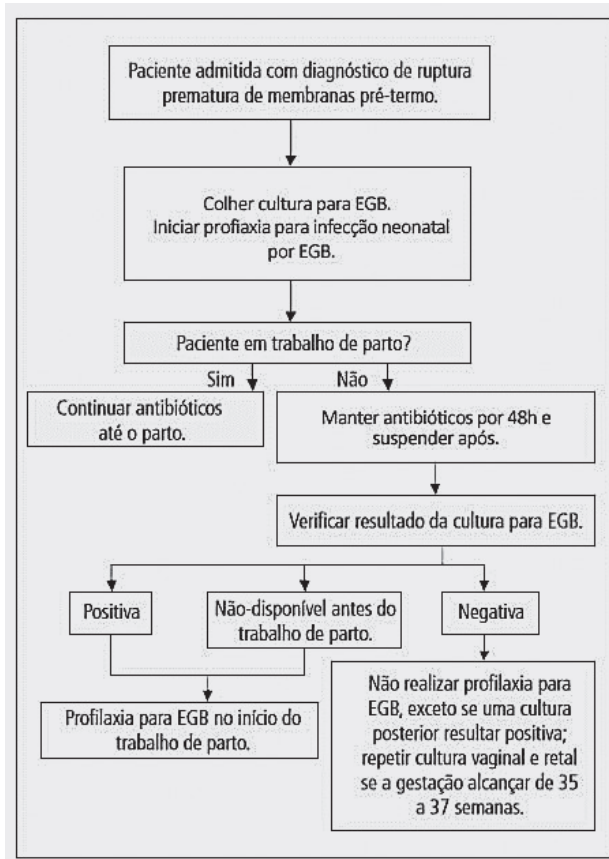 Paciente admitida com diagnóstico de ruptura
prematura de membranas pré-termo.
Colher cultura para EGB.
Iniciar profiaxia para infecção neonatal
por EGB.
Paciente em trabalho de parto?
Sim
Não
Continuar antibióticos
até o parto.
Manter antibióticos por 48h e
suspender após.
Verificar resultado da cultura para EGB.
Positiva
Não-disponível antes do
trabalho de parto.
Negativa
Profilaxia para EGB no início do
trabalho de parto.
Não realizar profilaxia para
EGB, exceto se uma cultura
posterior resultar positiva;
repetir cultura vaginal e retal
se a gestação alcançar de 35
a 37 semanas.